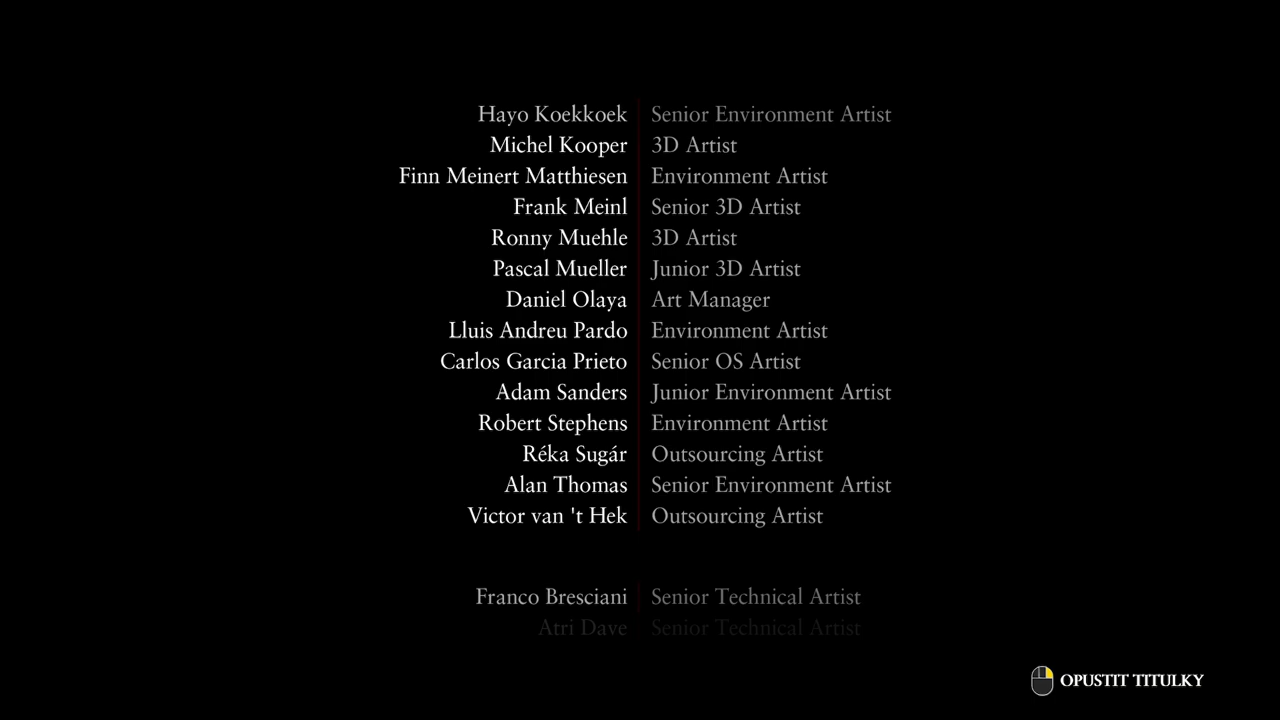 Hayo Koekkoek Senior Environment Artist
Michel Kooper 3D Artist
Finn Meinert Matthiesen Environment Artist
Frank Meinl Senior 3D Artist
Ronny Muehle 3D Artist
Pascal Mueller Junior 3D Artist
Daniel Olaya Art Manager
Lluis Andreu Pardo Environment Artist
Carlos Garcia Prieto Senior OS Artist
Adam Sanders Junior Environment Artist
Robert Stephens Environment Artist
Réka Sugár Outsourcing Artist
Alan Thomas Senior Environment Artist
Victor van 't Hek Outsourcing Artist
Franco Bresciani Senior Technical Artist
Atri Dave Senior Technical Artist
OPUSTIT TITULKY